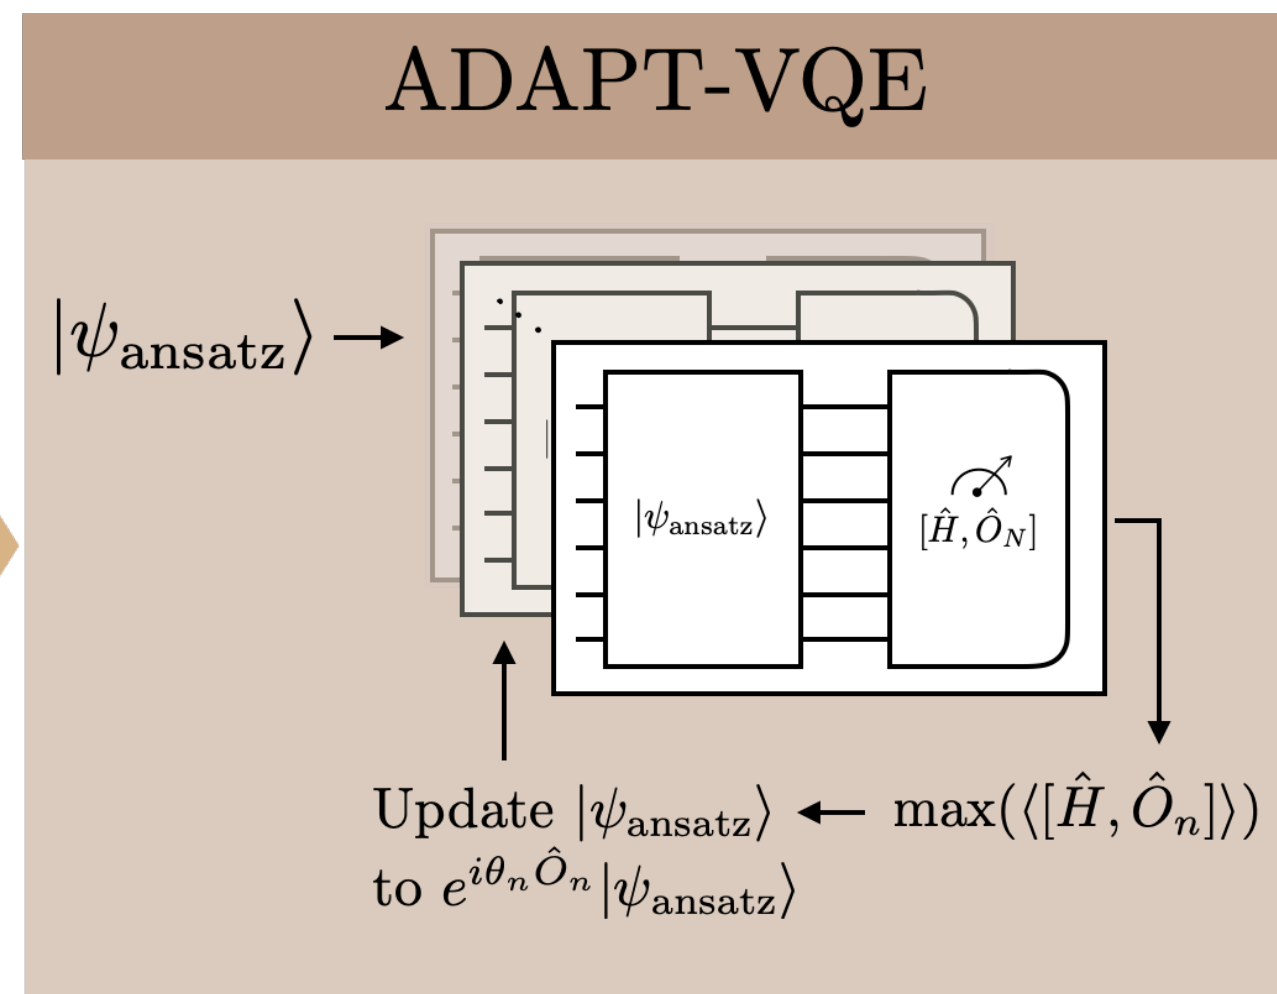 ADAPT-VQE
|ψ_ansatz⟩
|ψ_ansatz⟩
[Ĥ, Ô_N]
Update |ψ_ansatz⟩
to e^{iθ_n Ô_n}|ψ_ansatz⟩
max(⟨[Ĥ, Ô_n]⟩)